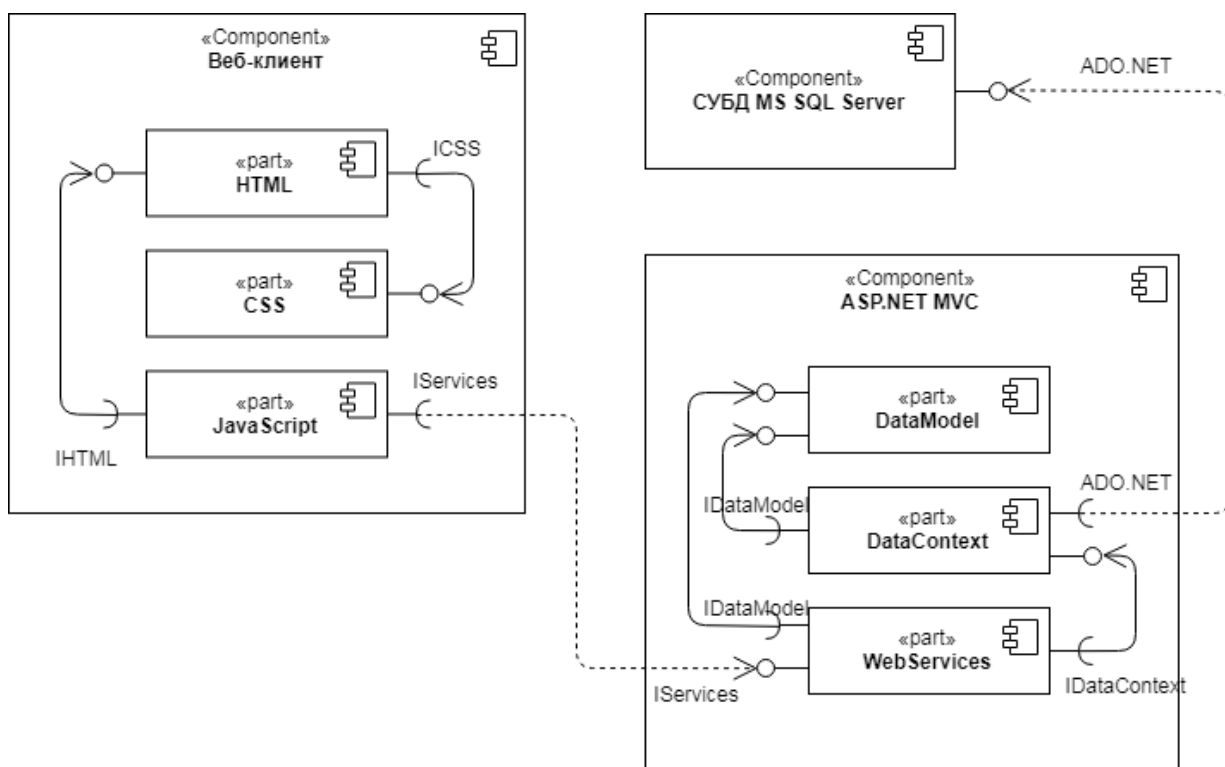 «Component»
Веб-клиент
«part»
HTML
ICSS
«part»
CSS
«part»
JavaScript
IServices
IHTML
«Component»
СУБД MS SQL Server
ADO.NET
«Component»
ASP.NET MVC
«part»
DataModel
IDataModel
«part»
DataContext
ADO.NET
IDataModel
«part»
WebServices
IServices
IDataContext